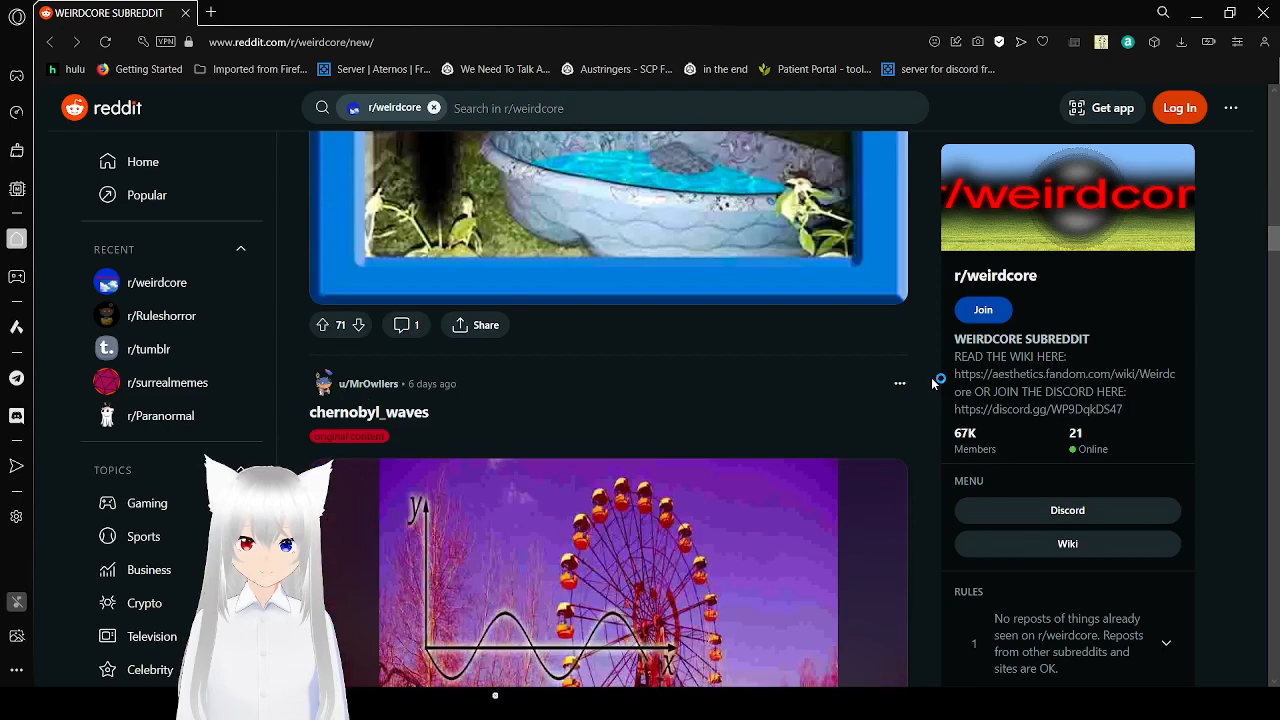 WEIRDCORE SUBREDDIT
VPN
www.reddit.com/r/weirdcore/new/
h hulu
Getting Started
Imported from Firef...
Server | Aternos | Fr...
We Need To Talk A...
Austringers - SCP F...
in the end
Patient Portal - tool...
server for discord fr...
reddit
r/weirdcore
Search in r/weirdcore
Get app
Log In
Home
Popular
RECENT
r/weirdcore
r/Ruleshorror
t.
r/tumblr
r/surrealmemes
r/Paranormal
TOPICS
Gaming
Sports
Business
Crypto
Television
Celebrity
71
1
Share
u/MrOwllers • 6 days ago
chernobyl_waves
original content
y
x
r/weirdcor
r/weirdcore
Join
WEIRDCORE SUBREDDIT
READ THE WIKI HERE:
https://aesthetics.fandom.com/wiki/Weirdc
ore OR JOIN THE DISCORD HERE:
https://discord.gg/WP9DqkDS47
67K
21
Members
Online
MENU
Discord
Wiki
RULES
1
No reposts of things already
seen on r/weirdcore. Reposts
from other subreddits and
sites are OK.